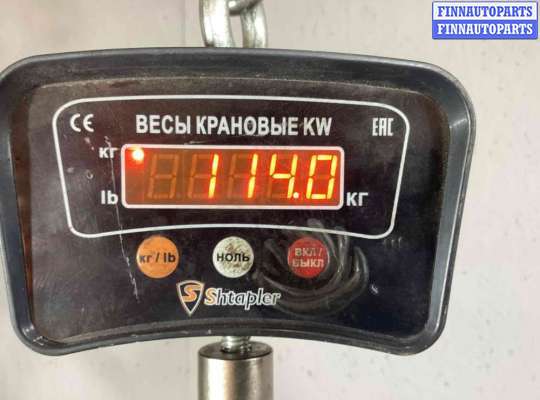 FINNAUTOPARTS
FINNAUTOPARTS
CE
ВЕСЫ КРАНОВЫЕ KW
EAC
кг
114.0
lb
КГ
кг / lb
НОЛЬ
ВКЛ /
ВЫКЛ
S Shtapler